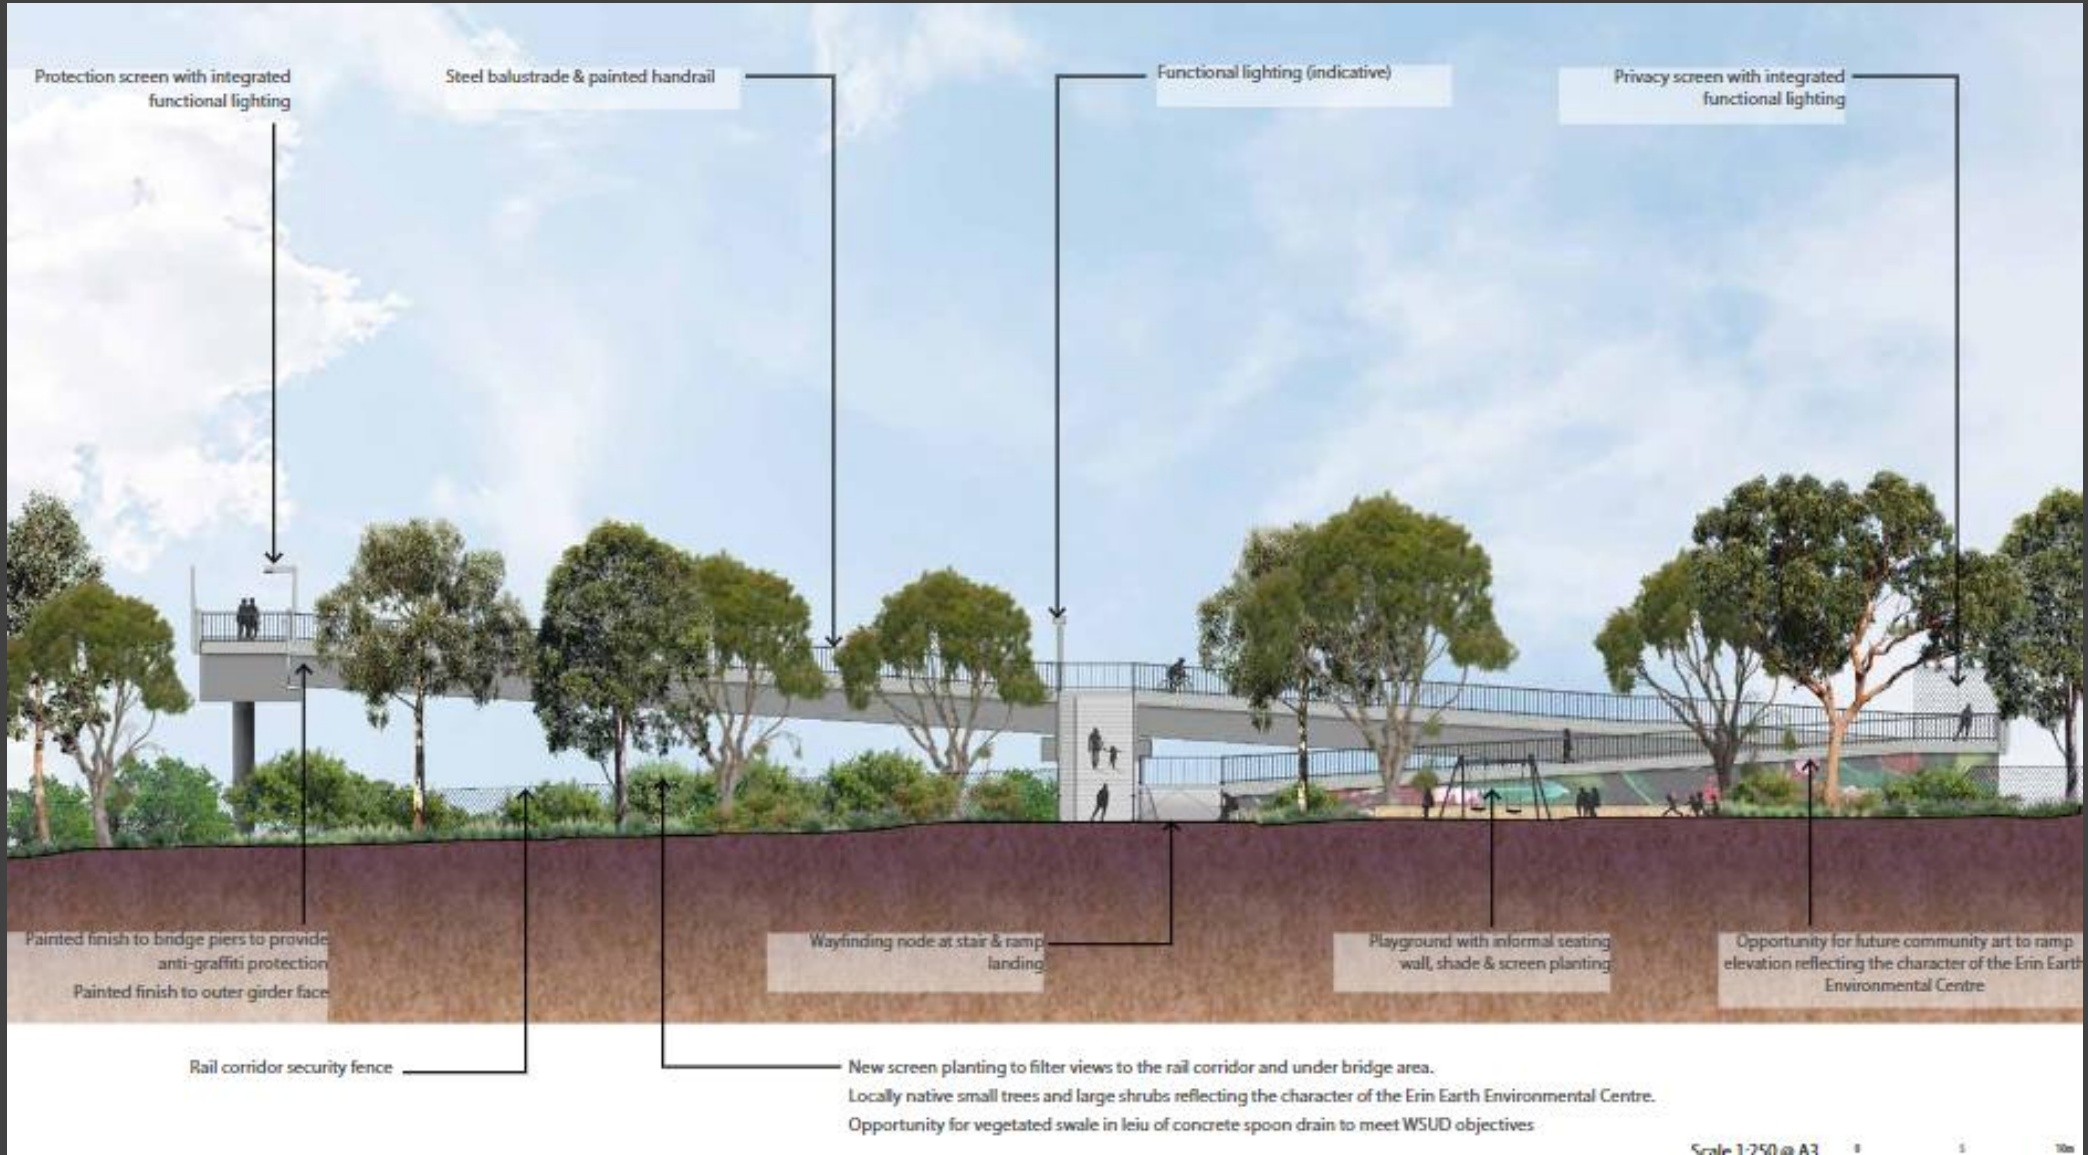 Protection screen with integrated
functional lighting
Steel balustrade & painted handrail
Functional lighting (indicative)
Privacy screen with integrated
functional lighting
Painted finish to bridge piers to provide
anti-graffiti protection
Painted finish to outer girder face
Wayfinding node at stair & ramp
landing
Playground with informal seating
wall, shade & screen planting
Opportunity for future community art to ramp
elevation reflecting the character of the Erin Earth
Environmental Centre
Rail corridor security fence
New screen planting to filter views to the rail corridor and under bridge area.
Locally native small trees and large shrubs reflecting the character of the Erin Earth Environmental Centre.
Opportunity for vegetated swale in leiu of concrete spoon drain to meet WSUD objectives
Scale 1:250 @ A3 0 5 10m